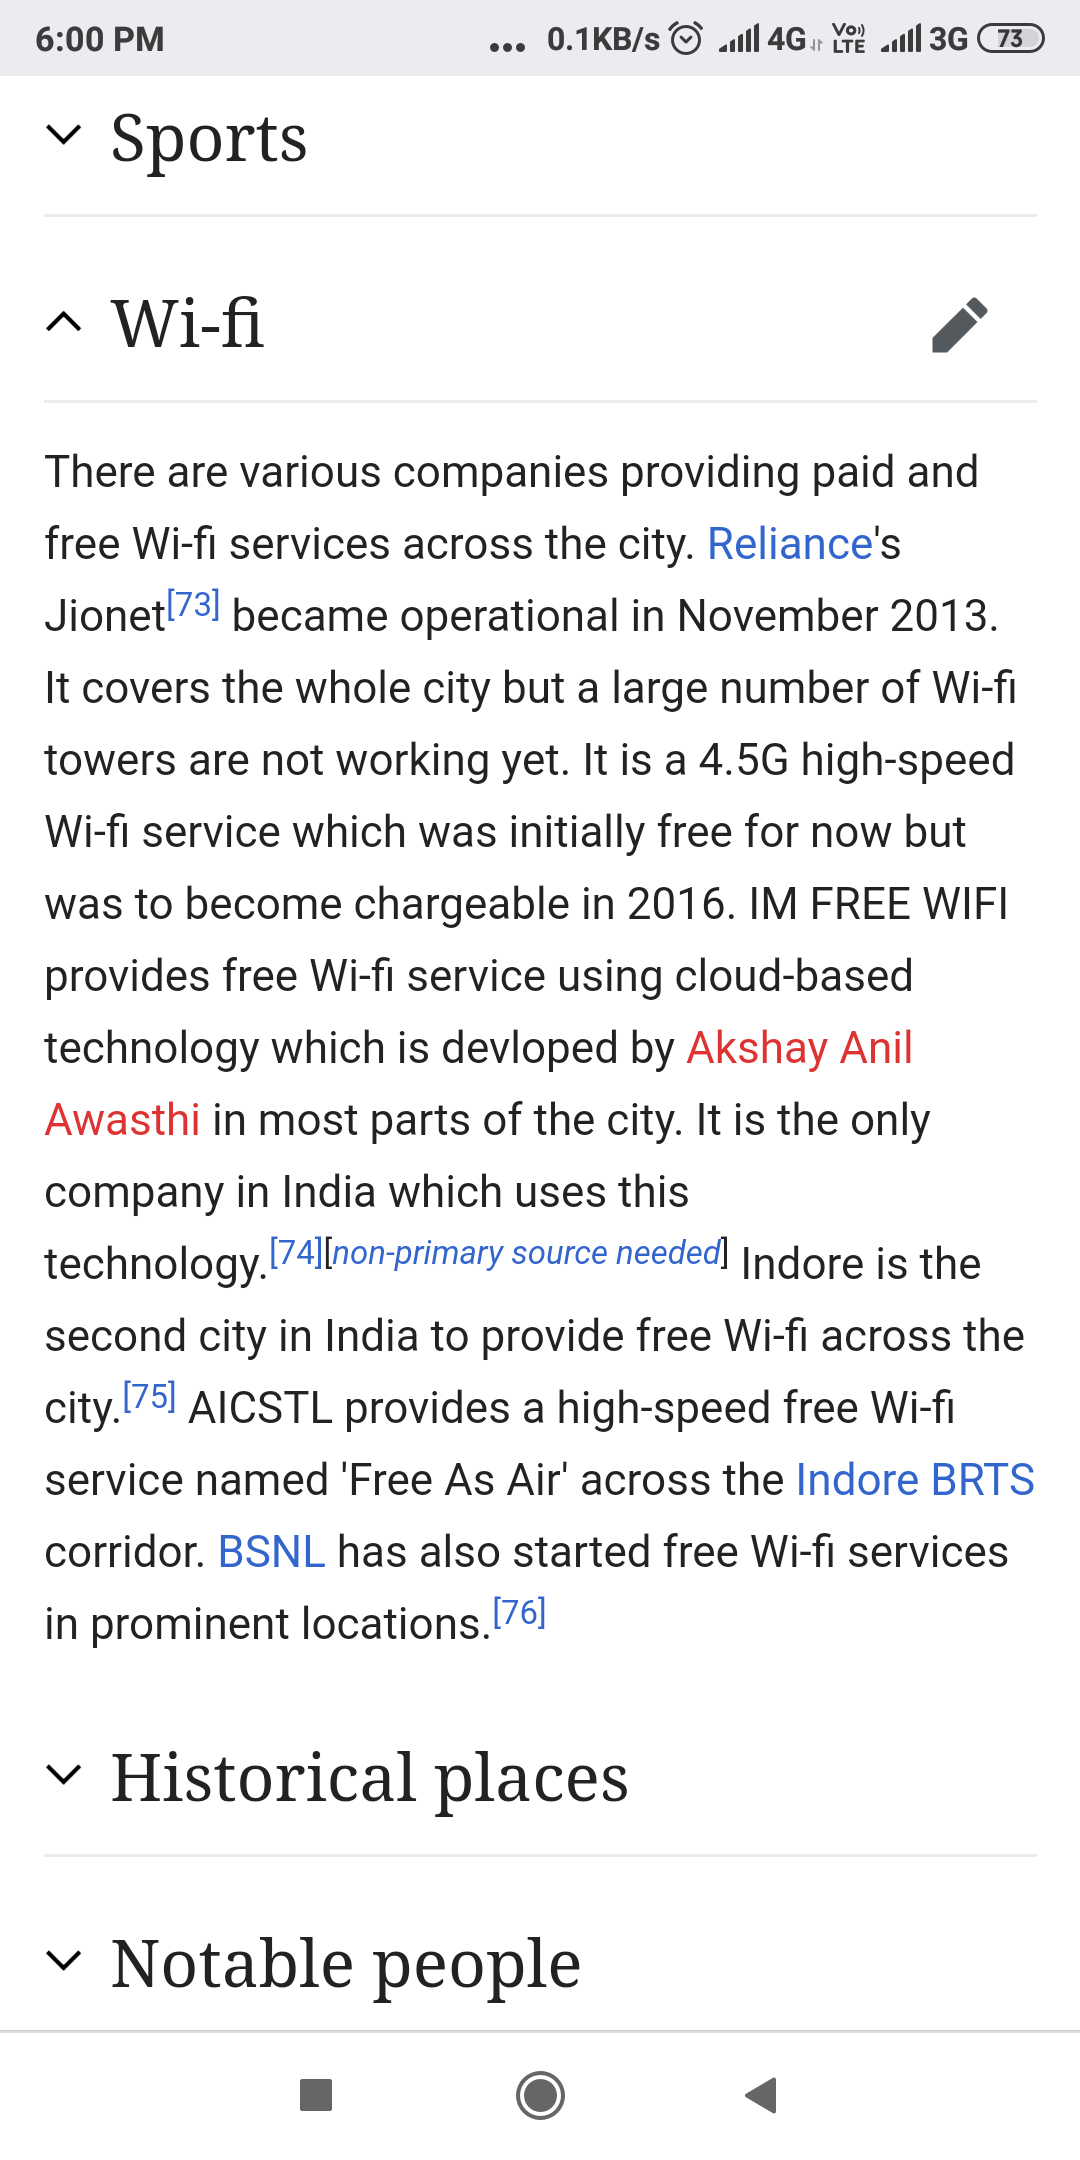 6:00 PM ... 0.1KB/s 4G Vo)) LTE 3G 73
Sports
Wi-fi
There are various companies providing paid and
free Wi-fi services across the city. Reliance's
Jionet[73] became operational in November 2013.
It covers the whole city but a large number of Wi-fi
towers are not working yet. It is a 4.5G high-speed
Wi-fi service which was initially free for now but
was to become chargeable in 2016. IM FREE WIFI
provides free Wi-fi service using cloud-based
technology which is devloped by Akshay Anil
Awasthi in most parts of the city. It is the only
company in India which uses this
technology.[74][non-primary source needed] Indore is the
second city in India to provide free Wi-fi across the
city.[75] AICSTL provides a high-speed free Wi-fi
service named 'Free As Air' across the Indore BRTS
corridor. BSNL has also started free Wi-fi services
in prominent locations.[76]
Historical places
Notable people